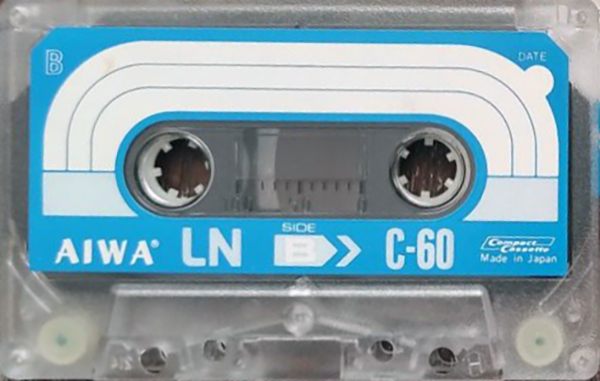 B
DATE
AIWA® LN SIDE B C-60
Compact Cassette
Made in Japan